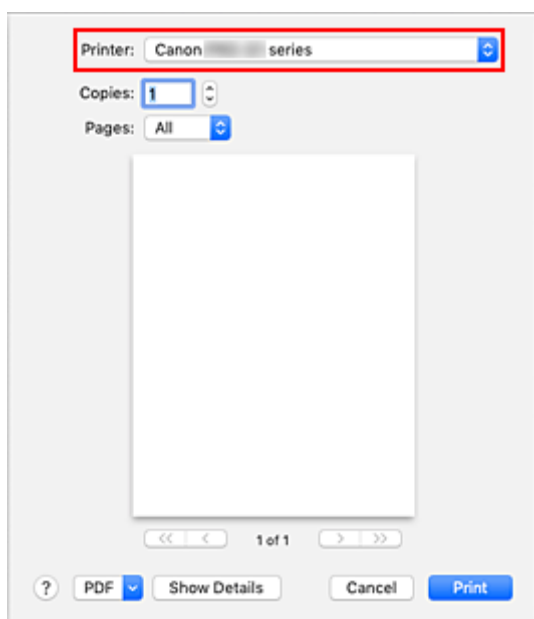 Printer: Canon series
Copies: 1
Pages: All
<< < 1 of 1 > >>
? PDF Show Details Cancel Print